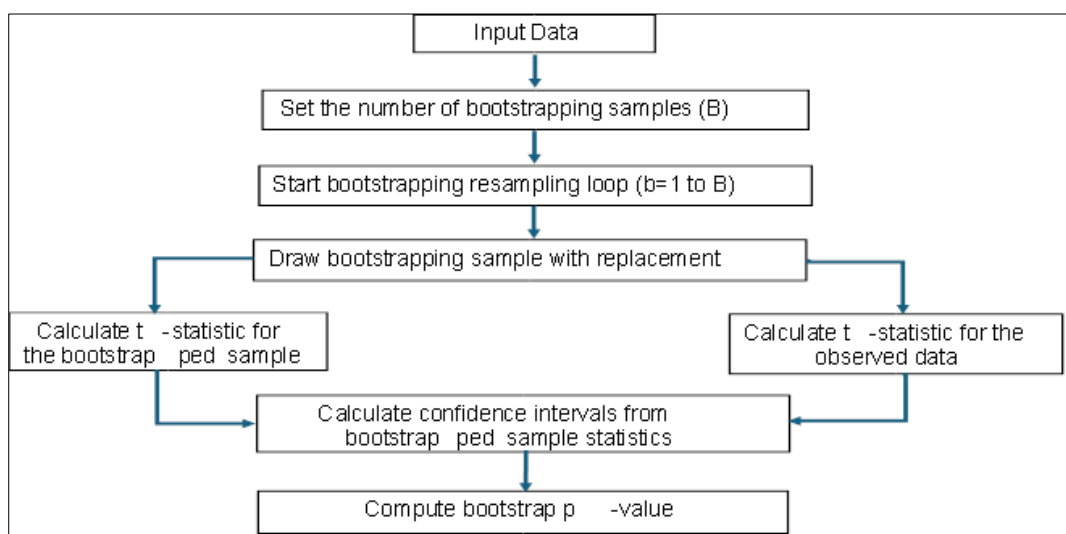 Input Data
Set the number of bootstrapping samples (B)
Start bootstrapping resampling loop (b=1 to B)
Draw bootstrapping sample with replacement
Calculate t -statistic for
the bootstrap ped sample
Calculate t -statistic for the
observed data
Calculate confidence intervals from
bootstrap ped sample statistics
Compute bootstrap p -value